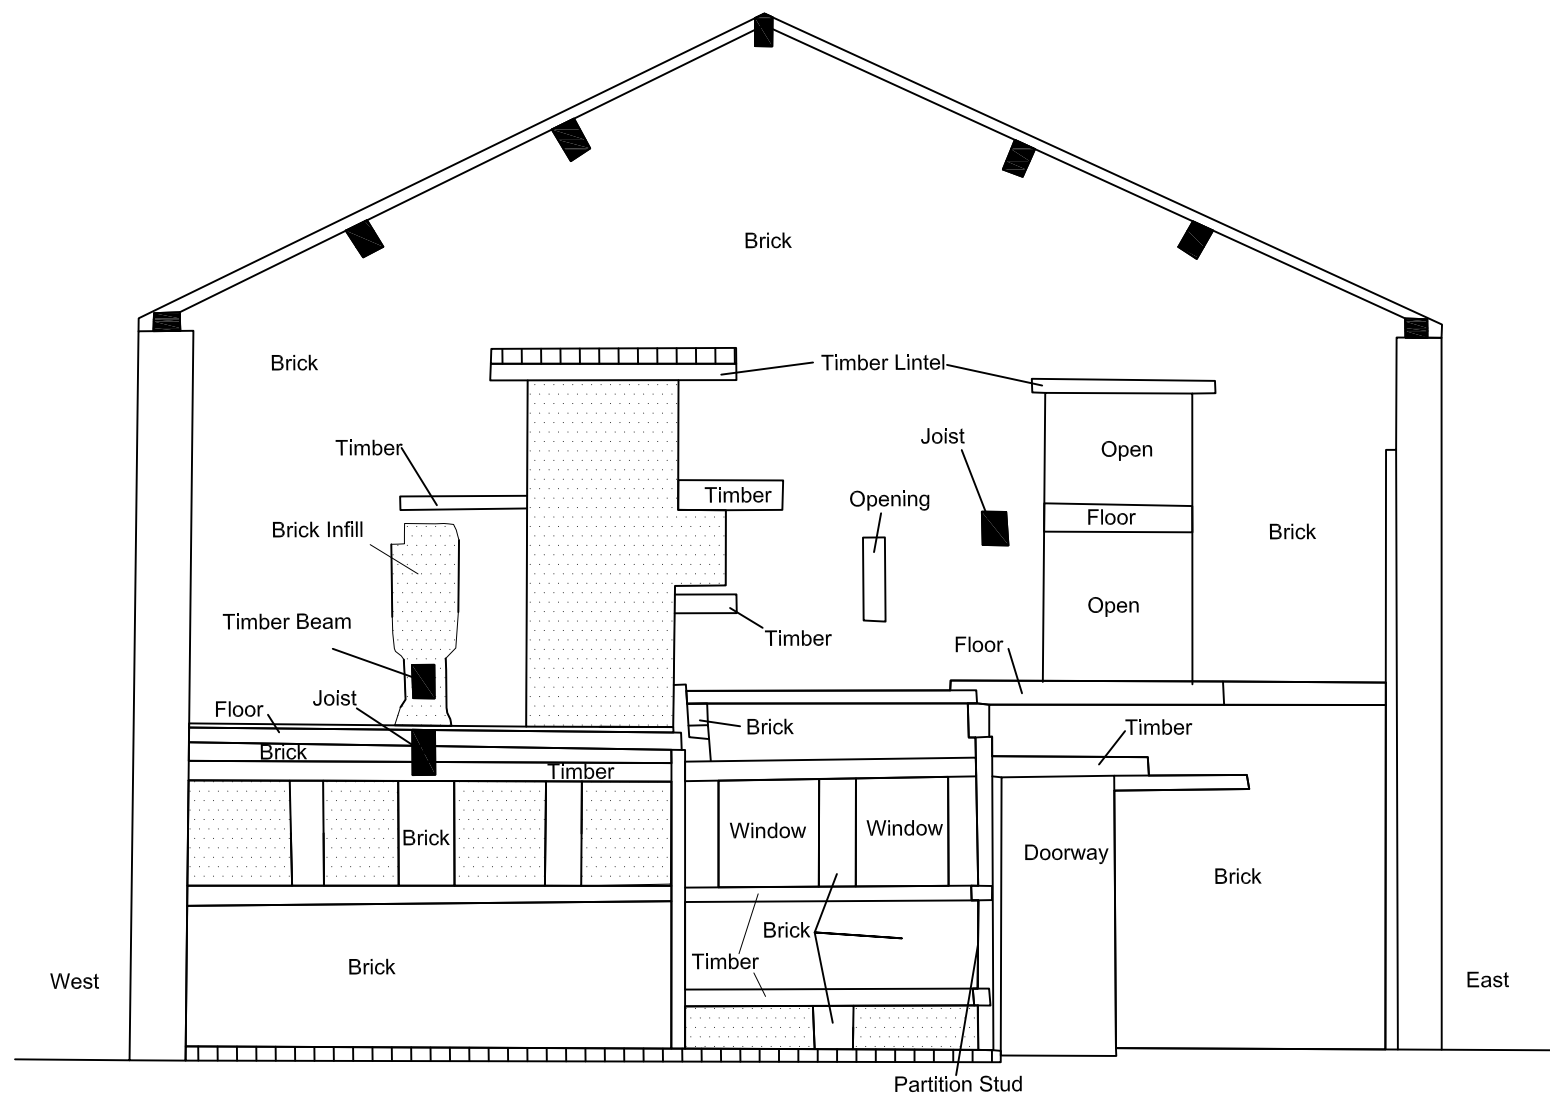 Brick
Brick
Timber Lintel
Timber
Joist
Open
Timber
Opening
Brick Infill
Floor
Brick
Open
Timber Beam
Timber
Floor
Joist
Floor
Brick
Timber
Brick
Timber
Brick
Window
Window
Doorway
Brick
Brick
Brick
Timber
West
East
Partition Stud